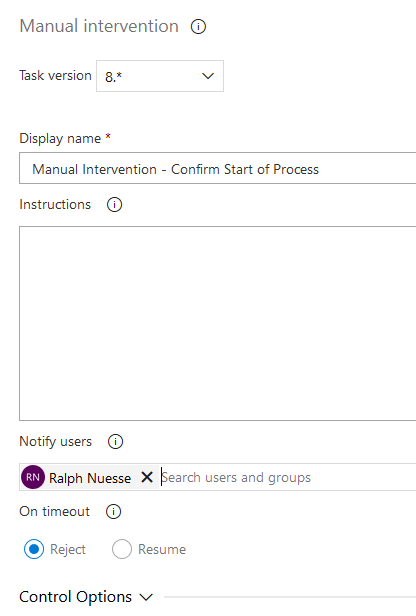 Manual intervention
Task version 8.*
Display name *
Manual Intervention - Confirm Start of Process
Instructions
Notify users
RN Ralph Nuesse Search users and groups
On timeout
Reject Resume
Control Options